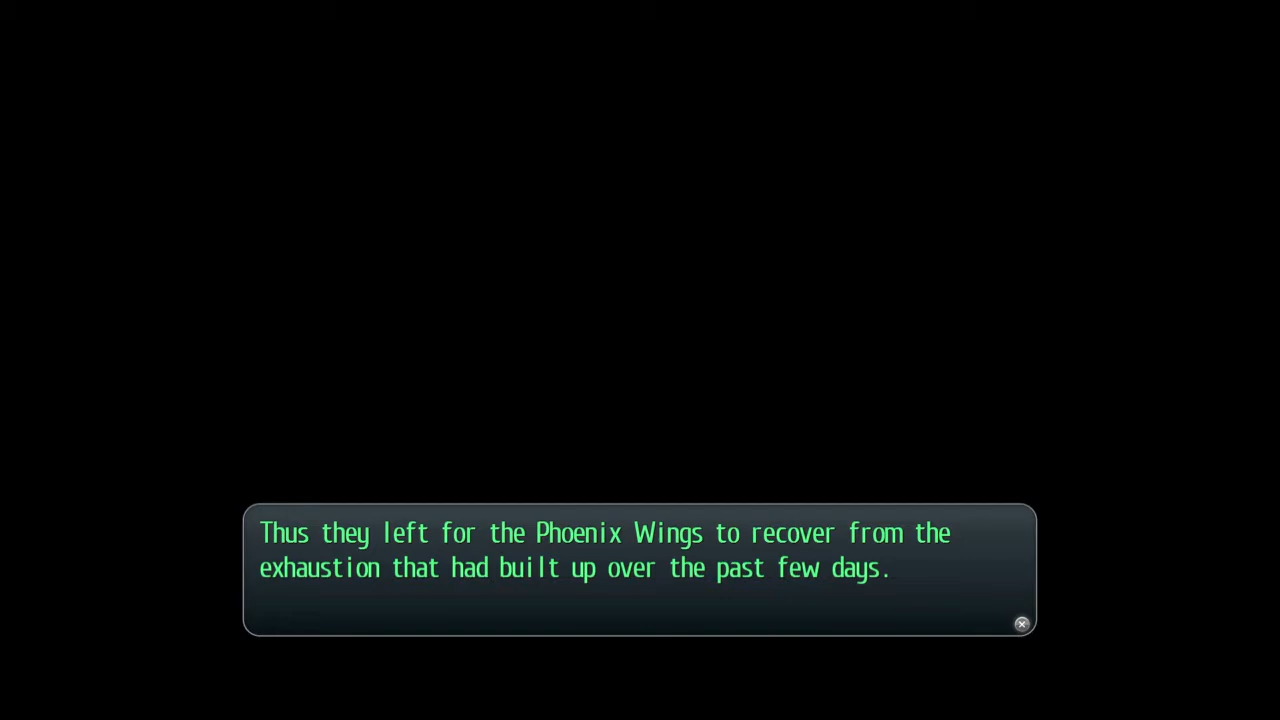 Thus they left for the Phoenix Wings to recover from the
exhaustion that had built up over the past few days.